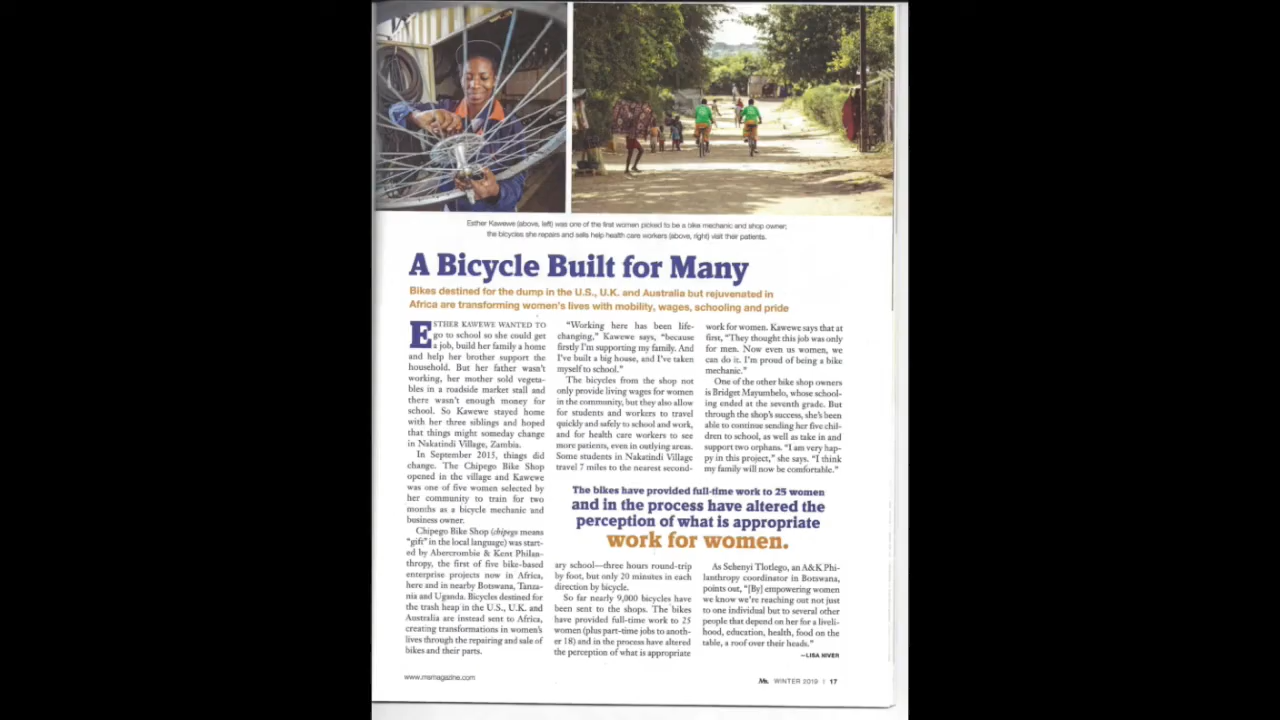 Esther Kawewe (above, left) was one of the first women picked to be a bike mechanic and shop owner;
the bicycles she repairs and sells help health care workers (above, right) visit their patients.
A Bicycle Built for Many
Bikes destined for the dump in the U.S., U.K. and Australia but rejuvenated in
Africa are transforming women's lives with mobility, wages, schooling and pride
ESTHER KAWEWE WANTED TO
go to school so she could get
a job, build her family a home
and help her brother support the
household. But her father wasn't
working, her mother sold vegeta-
bles in a roadside market stall and
there wasn't enough money for
school. So Kawewe stayed home
with her three siblings and hoped
that things might someday change
in Nakatindi Village, Zambia.
In September 2015, things did
change. The Chipego Bike Shop
opened in the village and Kawewe
was one of five women selected by
her community to train for two
months as a bicycle mechanic and
business owner.
Chipego Bike Shop (chipego means
"gift" in the local language) was start-
ed by Abercrombie & Kent Philan-
thropy, the first of five bike-based
enterprise projects now in Africa,
here and in nearby Botswana, Tanza-
nia and Uganda. Bicycles destined for
the trash heap in the U.S., U.K. and
Australia are instead sent to Africa,
creating transformations in women's
lives through the repairing and sale of
bikes and their parts.
"Working here has been life-
changing," Kawewe says, "because
firstly I'm supporting my family. And
I've built a big house, and I've taken
myself to school."
The bicycles from the shop not
only provide living wages for women
in the community, but they also allow
for students and workers to travel
quickly and safely to school and work,
and for health care workers to see
more patients, even in outlying areas.
Some students in Nakatindi Village
travel 7 miles to the nearest second-
ary school—three hours round-trip
by foot, but only 20 minutes in each
direction by bicycle.
So far nearly 9,000 bicycles have
been sent to the shops. The bikes
have provided full-time work to 25
women (plus part-time jobs to anoth-
er 18) and in the process have altered
the perception of what is appropriate
work for women. Kawewe says that at
first, "They thought this job was only
for men. Now even us women, we
can do it. I'm proud of being a bike
mechanic."
One of the other bike shop owners
is Bridget Mayumbelo, whose school-
ing ended at the seventh grade. But
through the shop's success, she's been
able to continue sending her five chil-
dren to school, as well as take in and
support two orphans. "I am very hap-
py in this project," she says. "I think
my family will now be comfortable."
The bikes have provided full-time work to 25 women
and in the process have altered the
perception of what is appropriate
work for women.
As Sehenyi Tlotlego, an A&K Phi-
lanthropy coordinator in Botswana,
points out, "[By] empowering women
we know we're reaching out not just
to one individual but to several other
people that depend on her for a liveli-
hood, education, health, food on the
table, a roof over their heads."
—LISA NIVER
www.msmagazine.com
Ms. WINTER 2019 | 17